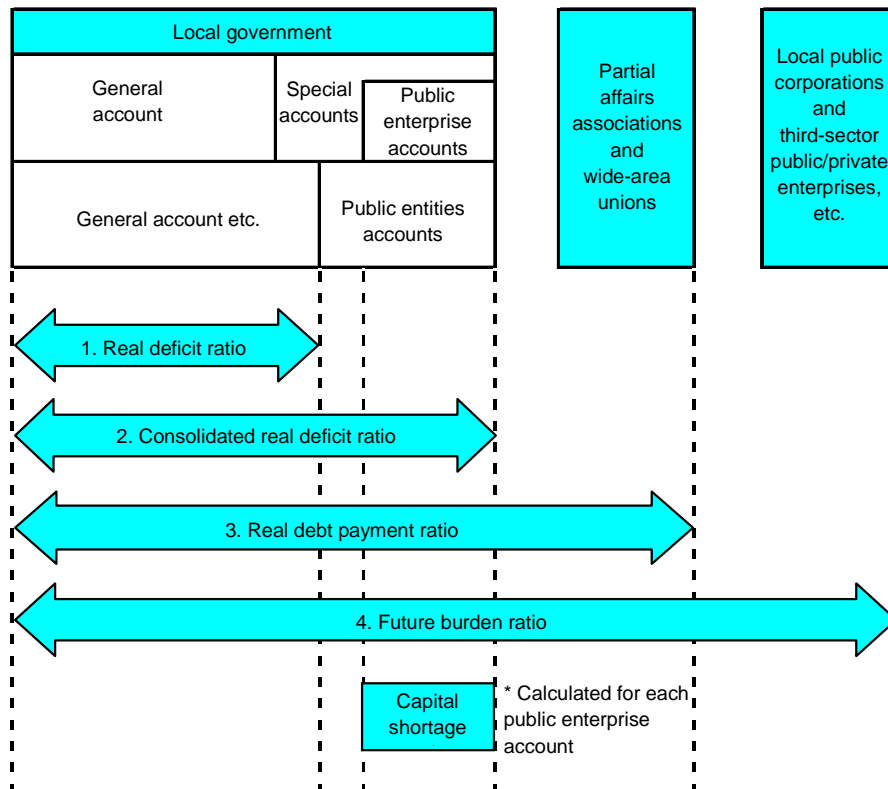 Local government
General
account
Special
accounts
Public
enterprise
accounts
General account etc.
Public entities
accounts
Partial
affairs
associations
and
wide-area
unions
Local public
corporations
and
third-sector
public/private
enterprises,
etc.
1. Real deficit ratio
2. Consolidated real deficit ratio
3. Real debt payment ratio
4. Future burden ratio
Capital
shortage
* Calculated for each
public enterprise
account